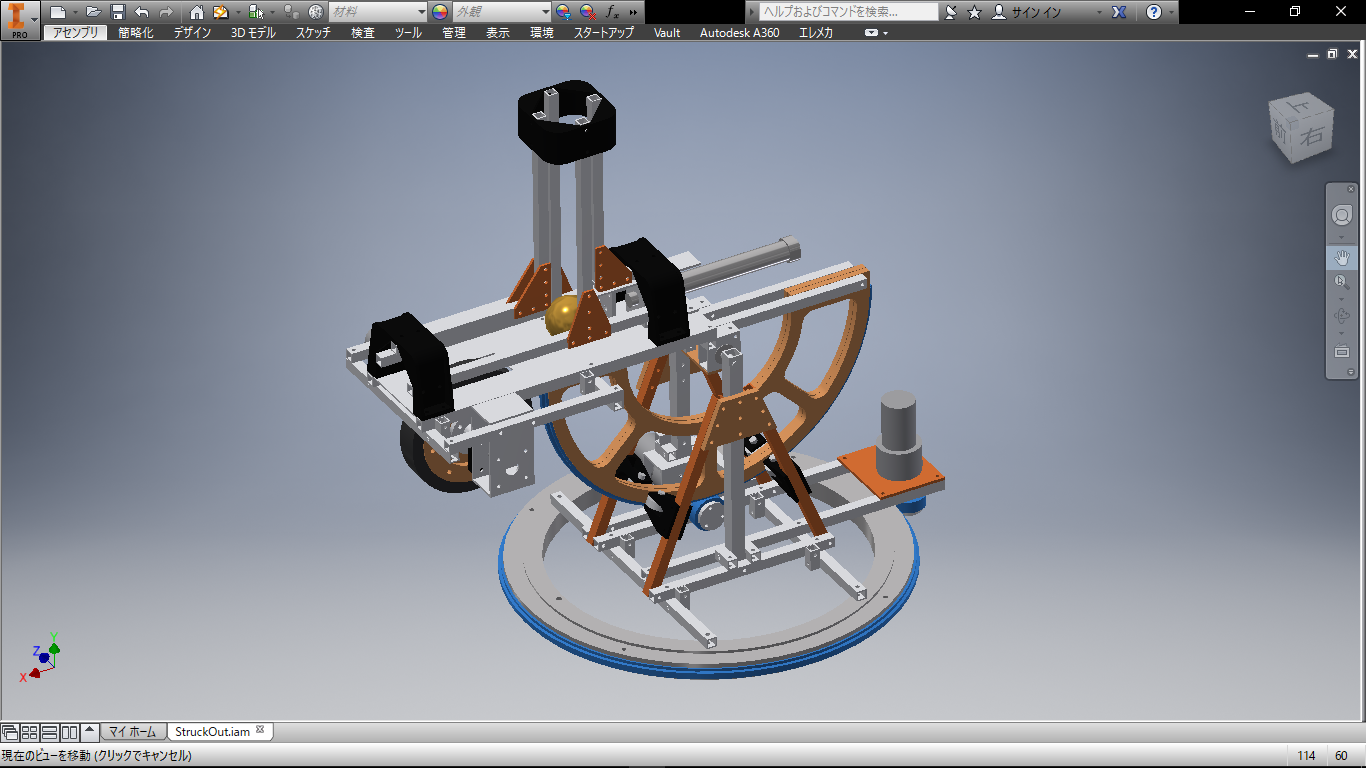 材料
外観
fx
ヘルプおよびコマンドを検索...
サイン イン
PRO
アセンブリ 簡略化 デザイン 3D モデル スケッチ 検査 ツール 管理 表示 環境 スタートアップ Vault Autodesk A360 エレメカ
上
前 右
Y
Z
X
マイ ホーム StruckOut.iam
現在のビューを移動 (クリックでキャンセル) 114 60